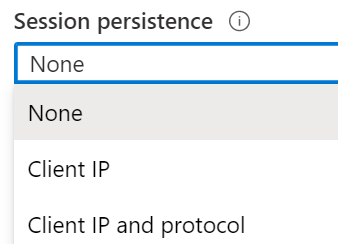 Session persistence
None
None
Client IP
Client IP and protocol